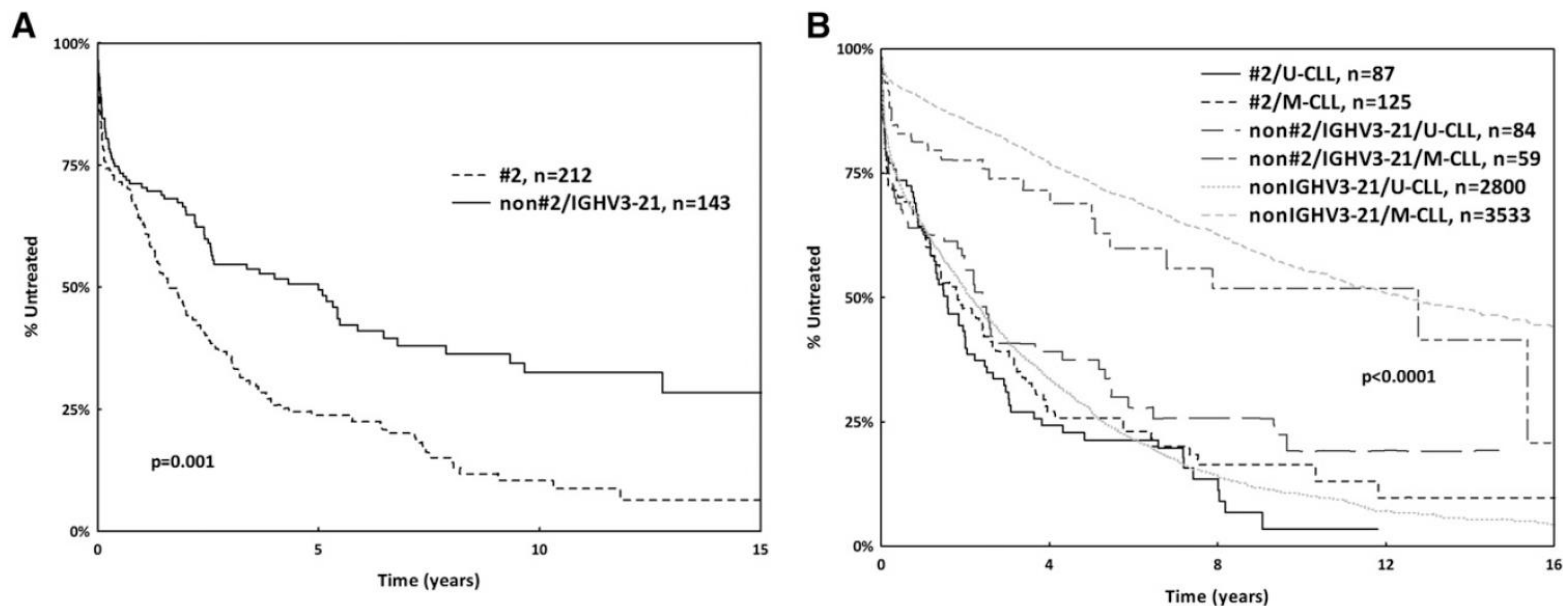 A
100%
75%
50%
25%
0%
% Untreated
#2, n=212
non#2/IGHV3-21, n=143
p=0.001
0
5
10
15
Time (years)
B
100%
75%
50%
25%
0%
% Untreated
#2/U-CLL, n=87
#2/M-CLL, n=125
non#2/IGHV3-21/U-CLL, n=84
non#2/IGHV3-21/M-CLL, n=59
nonIGHV3-21/U-CLL, n=2800
nonIGHV3-21/M-CLL, n=3533
p<0.0001
0
4
8
12
16
Time (years)